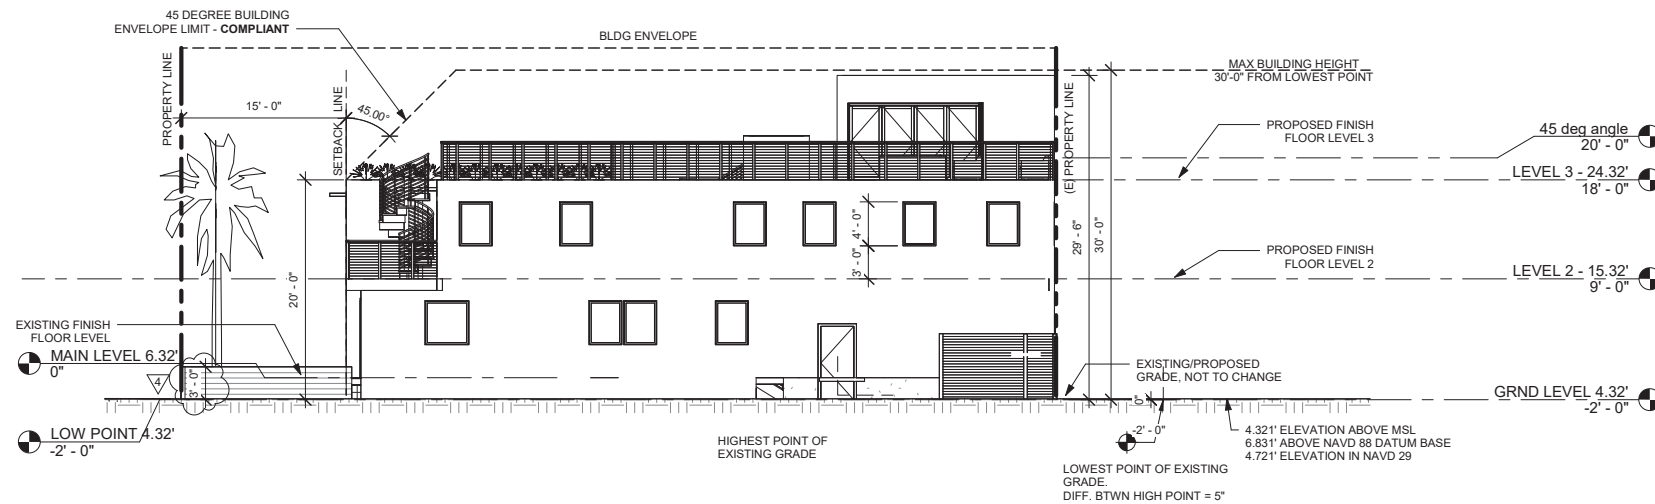 45 DEGREE BUILDING
ENVELOPE LIMIT - COMPLIANT
BLDG ENVELOPE
PROPERTY LINE
SETBACK LINE
15' - 0"
45.00°
MAX BUILDING HEIGHT
30'-0" FROM LOWEST POINT
(E) PROPERTY LINE
PROPOSED FINISH
FLOOR LEVEL 3
45 deg angle
20' - 0"
LEVEL 3 - 24.32'
18' - 0"
4' - 0"
3' - 0"
29' - 6"
30' - 0"
PROPOSED FINISH
FLOOR LEVEL 2
LEVEL 2 - 15.32'
9' - 0"
20' - 0"
EXISTING FINISH
FLOOR LEVEL
MAIN LEVEL 6.32'
0"
4
3' - 0"
EXISTING/PROPOSED
GRADE, NOT TO CHANGE
GRND LEVEL 4.32'
-2' - 0"
0"
LOW POINT 4.32'
-2' - 0"
HIGHEST POINT OF
EXISTING GRADE
-2' - 0"
4.321' ELEVATION ABOVE MSL
6.831' ABOVE NAVD 88 DATUM BASE
4.721' ELEVATION IN NAVD 29
LOWEST POINT OF EXISTING
GRADE.
DIFF. BTWN HIGH POINT = 5"